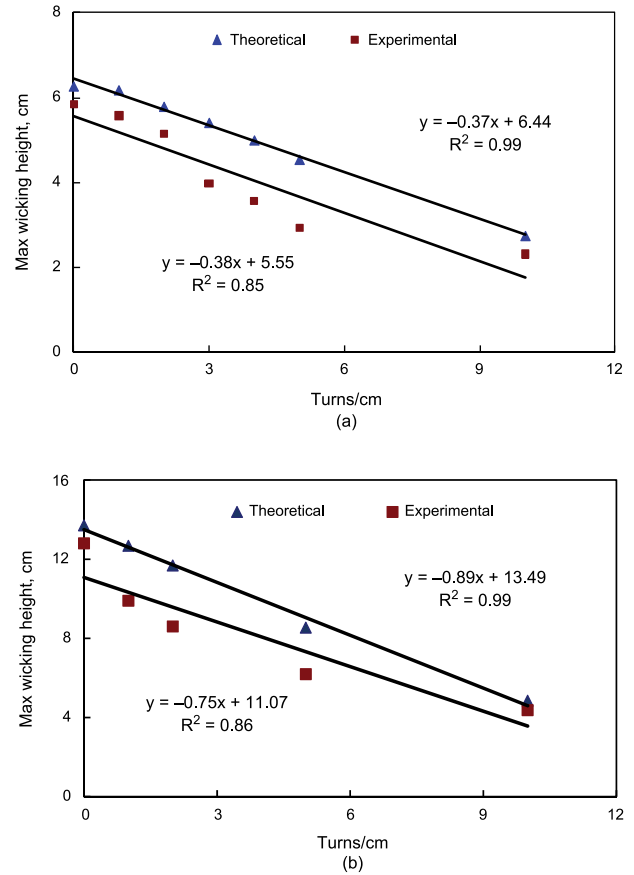 8
Theoretical
Experimental
6
y = –0.37x + 6.44
R² = 0.99
Max wicking height, cm
4
2
y = –0.38x + 5.55
R² = 0.85
0
0 3 6 9 12
Turns/cm
(a)
16
Theoretical
Experimental
12
y = –0.89x + 13.49
R² = 0.99
Max wicking height, cm
8
4
y = –0.75x + 11.07
R² = 0.86
0
0 3 6 9 12
Turns/cm
(b)